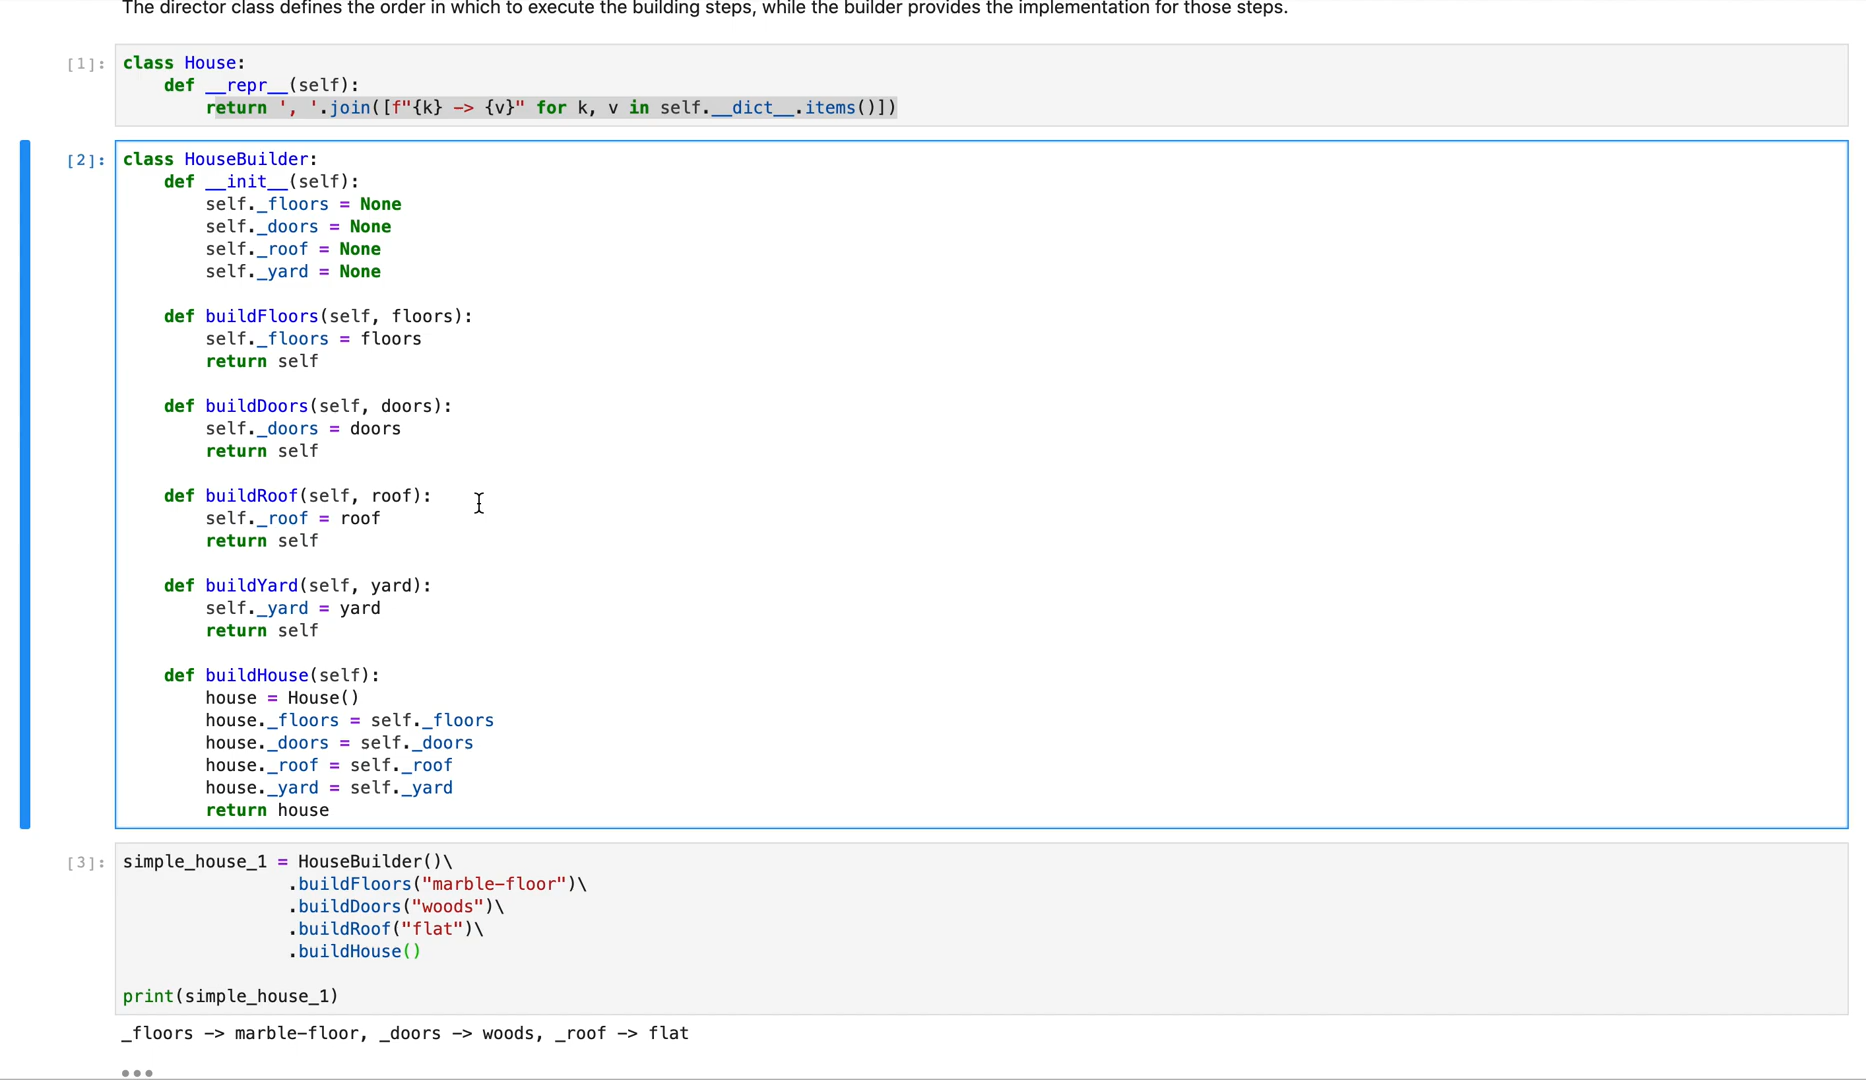 The director class defines the order in which to execute the building steps, while the builder provides the implementation for those steps.
[1]:
class House:
    def __repr__(self):
        return ', '.join([f"{k} -> {v}" for k, v in self.__dict__.items()])
[2]:
class HouseBuilder:
    def __init__(self):
        self._floors = None
        self._doors = None
        self._roof = None
        self._yard = None

    def buildFloors(self, floors):
        self._floors = floors
        return self

    def buildDoors(self, doors):
        self._doors = doors
        return self

    def buildRoof(self, roof):
        self._roof = roof
        return self

    def buildYard(self, yard):
        self._yard = yard
        return self

    def buildHouse(self):
        house = House()
        house._floors = self._floors
        house._doors = self._doors
        house._roof = self._roof
        house._yard = self._yard
        return house
[3]:
simple_house_1 = HouseBuilder()\
                .buildFloors("marble-floor")\
                .buildDoors("woods")\
                .buildRoof("flat")\
                .buildHouse()

print(simple_house_1)
_floors -> marble-floor, _doors -> woods, _roof -> flat